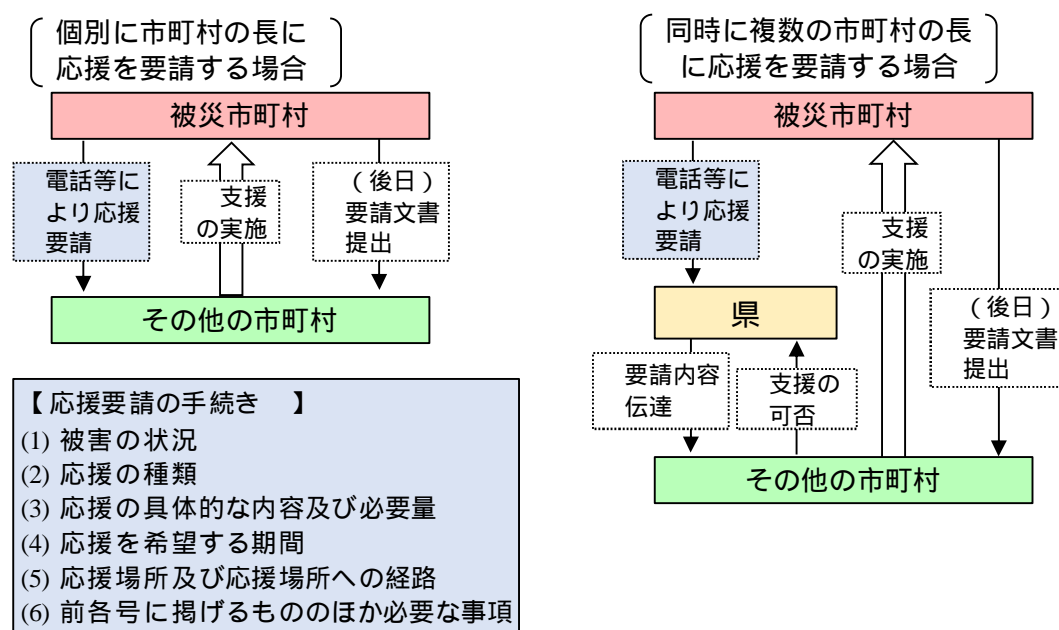 個別に市町村の長に
応援を要請する場合
被災市町村
電話等に
より応援
要請
支援
の実施
（後日）
要請文書
提出
その他の市町村
【応援要請の手続き　】
(1) 被害の状況
(2) 応援の種類
(3) 応援の具体的な内容及び必要量
(4) 応援を希望する期間
(5) 応援場所及び応援場所への経路
(6) 前各号に掲げるもののほか必要な事項
同時に複数の市町村の長
に応援を要請する場合
被災市町村
電話等に
より応援
要請
支援
の実施
県
（後日）
要請文書
提出
要請内容
伝達
支援の
可否
その他の市町村